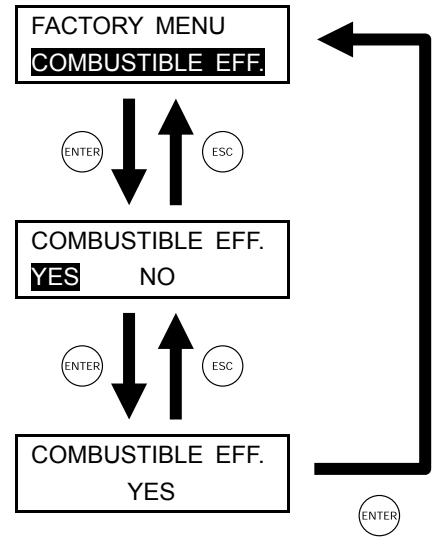 FACTORY MENU
COMBUSTIBLE EFF.
ENTER
ESC
COMBUSTIBLE EFF.
YES NO
ENTER
ESC
COMBUSTIBLE EFF.
YES
ENTER